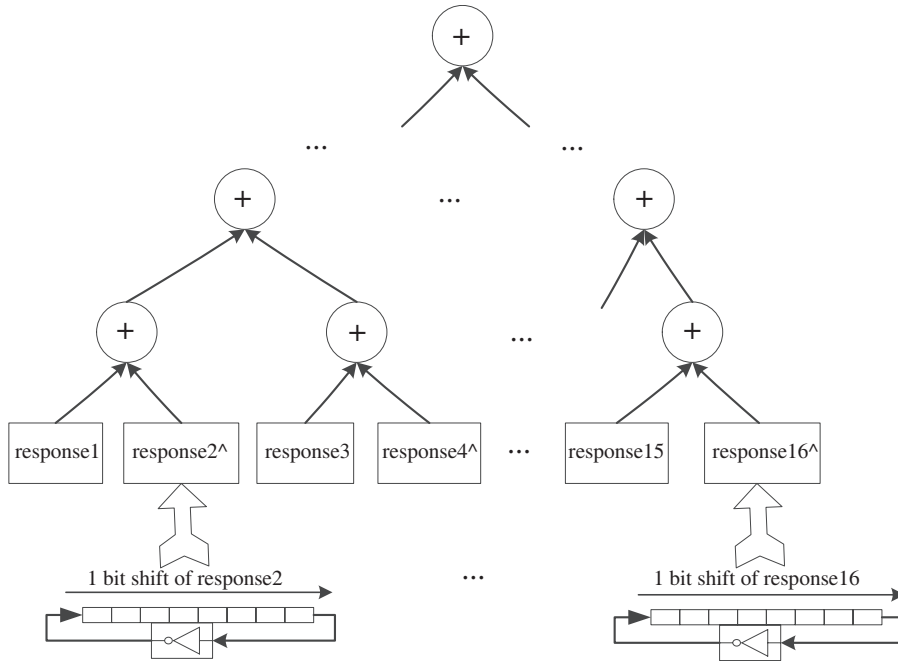 +
... ...
+ ... +
+ + ... +
response1 response2^ response3 response4^ ... response15 response16^
1 bit shift of response2 ... 1 bit shift of response16